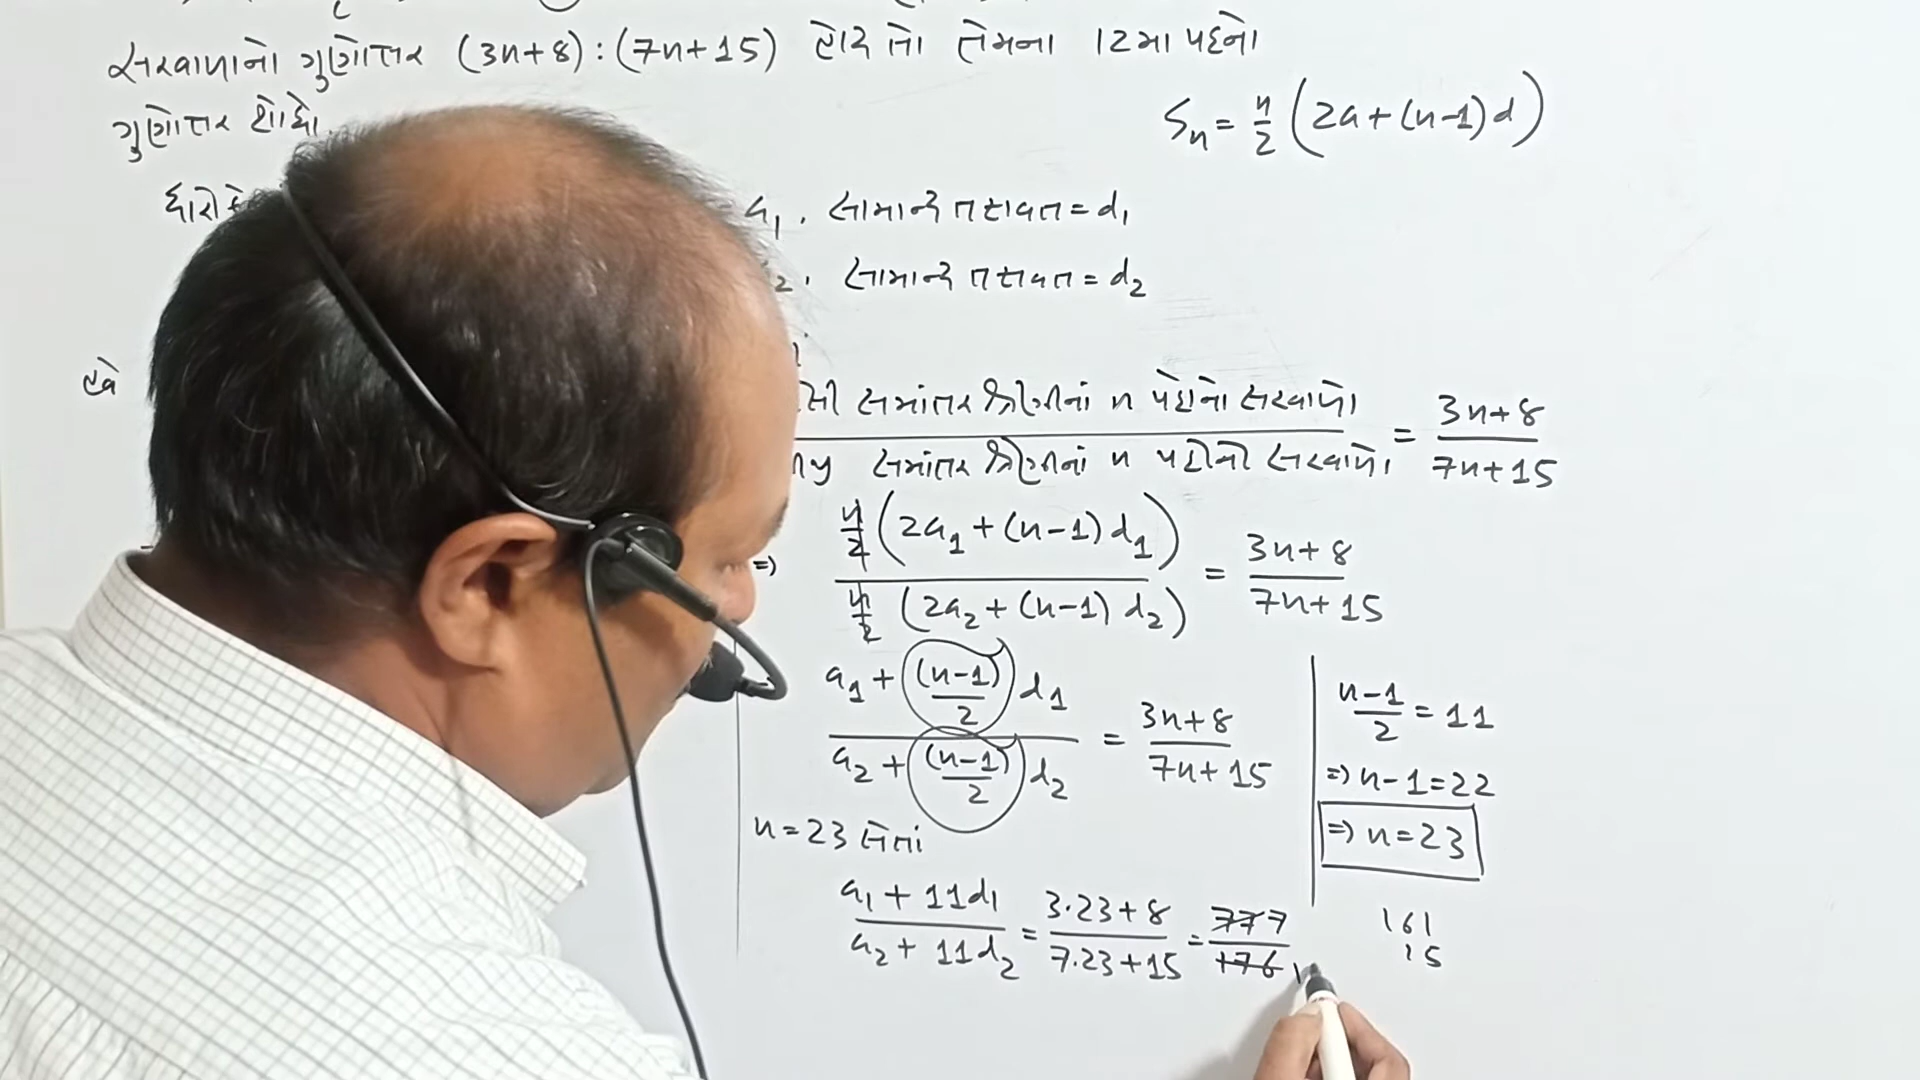 સરવાળાનો ગુણોત્તર (3n+8):(7n+15) હોય તો તેમના 12મા પદનો
ગુણોત્તર શોધો.
Sn = n/2 (2a+(n-1)d)
ધારો કે
a₁, સામાન્ય તફાવત = d₁
₂, સામાન્ય તફાવત = d₂
હવે
સમાંતર શ્રેણીનાં n પદોનો સરવાળો / સમાંતર શ્રેણીનાં n પદોનો સરવાળો = 3n+8 / 7n+15
=> n/2 (2a₁+(n-1)d₁) / n/2 (2a₂+(n-1)d₂) = 3n+8 / 7n+15
a₁+(n-1)/2 d₁ / a₂+(n-1)/2 d₂ = 3n+8 / 7n+15
n-1/2 = 11
=> n-1=22
=> n=23
n=23 લેતાં
a₁+11d₁ / a₂+11d₂ = 3.23+8 / 7.23+15 = 777 / 176
161
15